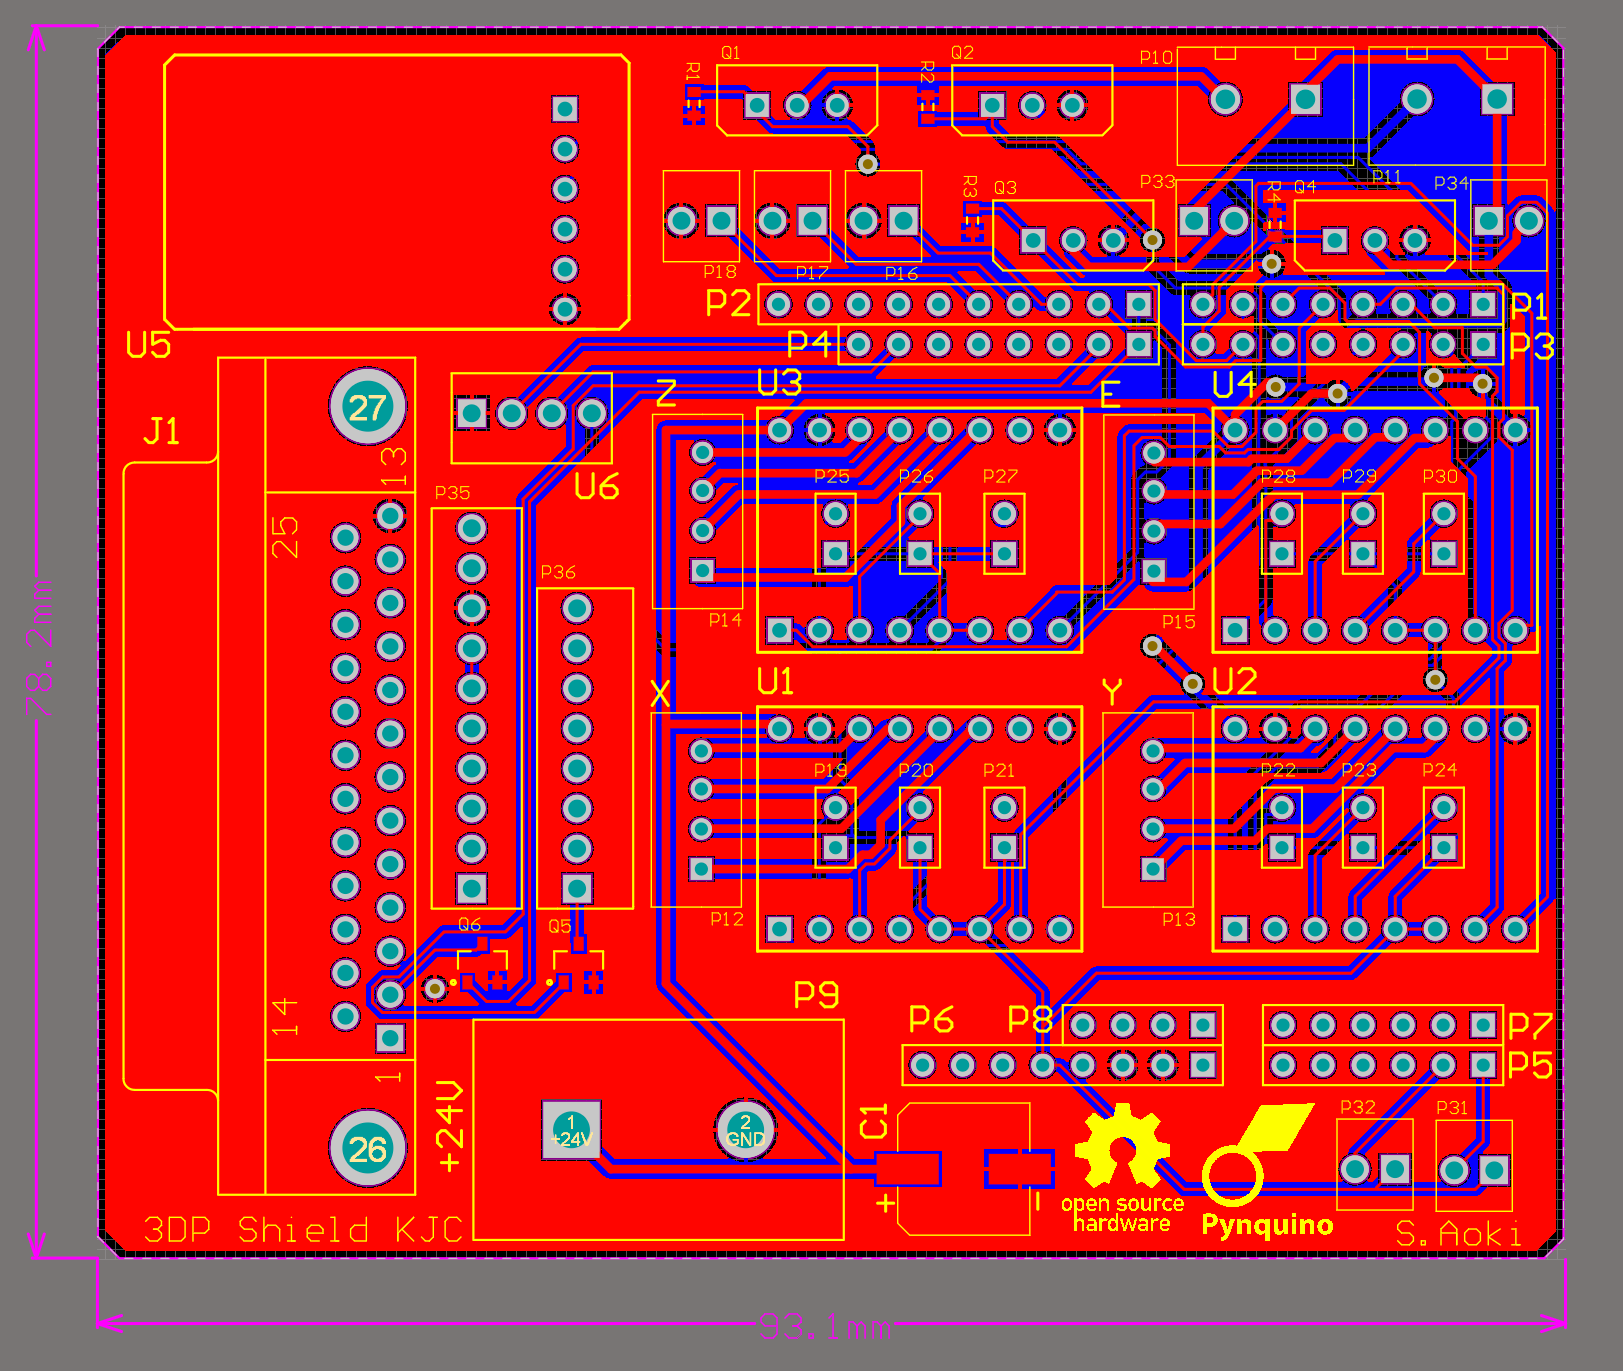 Q1
Q2
P10
R1
R2
R3
Q3
P33
R4
Q4
P11
P34
P18
P17
P16
P2
P1
U5
P4
P3
Z
U3
E
U4
J1
27
13
U6
P35
P25
P26
P27
P28
P29
P30
25
P36
P14
P15
78.2mm
X
U1
Y
U2
P19
P20
P21
P22
P23
P24
P12
P13
Q6
Q5
14
P9
P6
P8
P7
P5
1
+24V
C1
P32
P31
1
+24V
2
GND
26
+
-
open source
hardware
Pynquino
3DP Shield KJC
S.Aoki
93.1mm